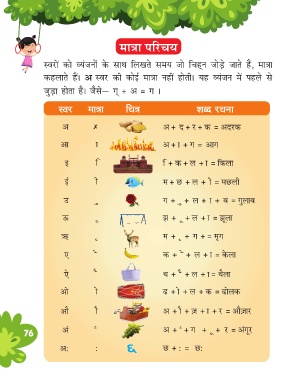 मात्रा परिचय
स्वरों को व्यंजनों के साथ लिखते समय जो चिह्न जोड़े जाते हैं, मात्रा
कहलाते हैं। अ स्वर की कोई मात्रा नहीं होती। यह व्यंजन में पहले से
जुड़ा होता है। जैसे— ग् + अ = ग ।
स्वर मात्रा चित्र शब्द रचना
अ × अ + द + र + क = अदरक
आ ा आ + ग = आग
इ ि ि + क + ल + ा = किला
ई ी म + छ + ल + ी = मछली
उ ु ग + ु + ल + ा + ब = गुलाब
ऊ ू झ + ू + ल + ा = झूला
ऋ ृ म + ृ + ग = मृग
ए े क + े + ल + ा = केला
ऐ ै थ + ै + ल + ा = थैला
ओ ो ढ + ो + ल + क = ढोलक
औ ौ औ + ज़ + ा + र = औज़ार
अं ं अ + ं + ग + ू + र = अंगूर
अः : छ + : = छः
76